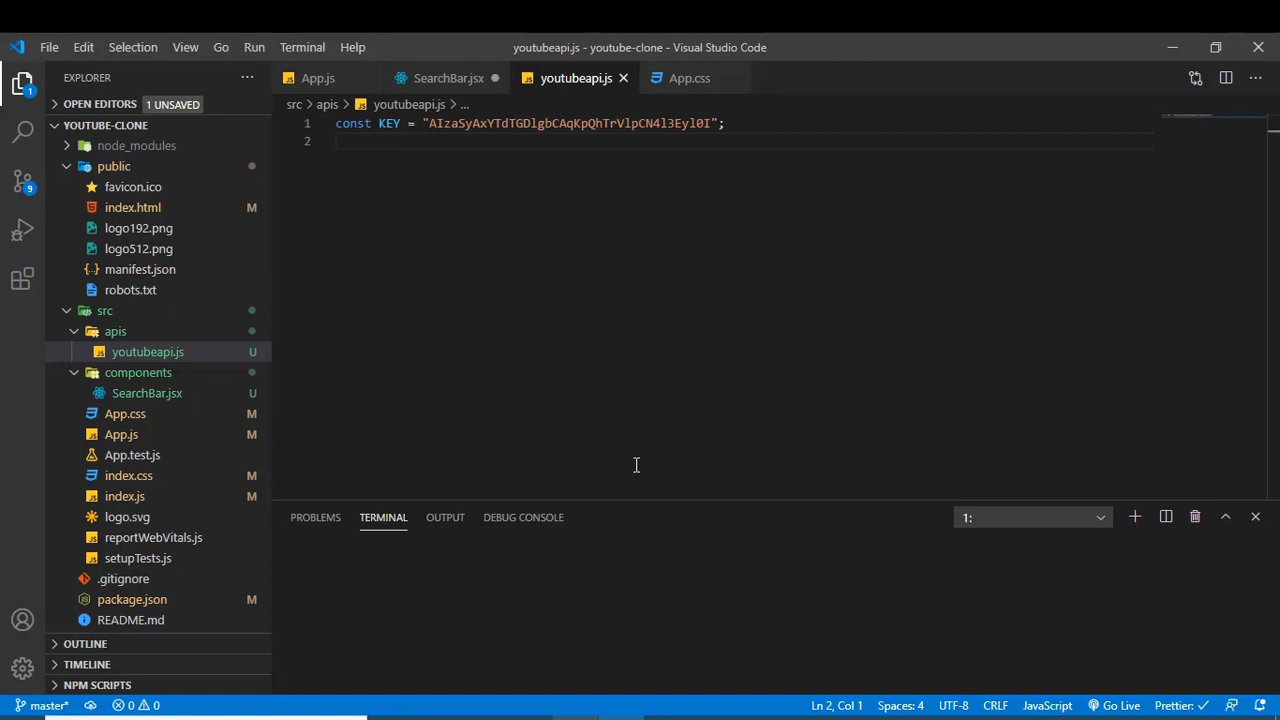 File Edit Selection View Go Run Terminal Help
youtubeapi.js - youtube-clone - Visual Studio Code
EXPLORER
App.js
SearchBar.jsx
youtubeapi.js
App.css
OPEN EDITORS 1 UNSAVED
src > apis > youtubeapi.js > ...
YOUTUBE-CLONE
1 const KEY = "AIzaSyAxYTdTGDlgbCAqKpQhTrVlpCN4l3Eyl0I";
2
node_modules
public
favicon.ico
index.html M
logo192.png
logo512.png
manifest.json
robots.txt
src
apis
youtubeapi.js U
components
SearchBar.jsx U
App.css M
App.js M
App.test.js
index.css M
index.js M
logo.svg
reportWebVitals.js
setupTests.js
.gitignore
package.json M
README.md
OUTLINE
TIMELINE
NPM SCRIPTS
1
9
PROBLEMS TERMINAL OUTPUT DEBUG CONSOLE
1:
master* 0 0
Ln 2, Col 1 Spaces: 4 UTF-8 CRLF JavaScript Go Live Prettier: ✓